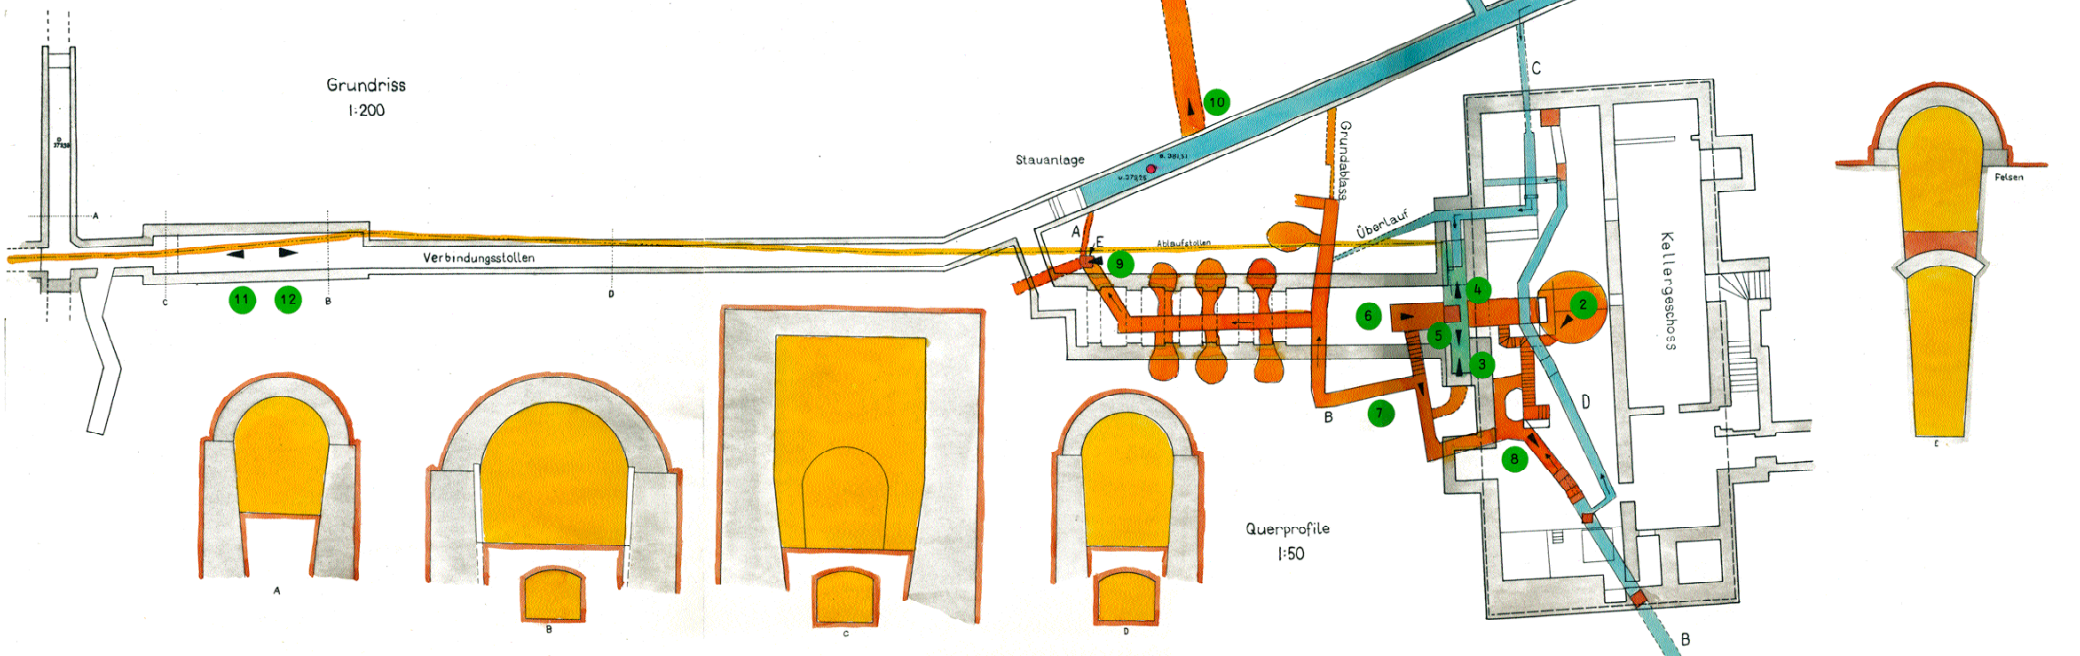 Grundriss
1:200
A
C
B
D
Verbindungsstollen
11
12
Stauanlage
10
Grundablass
Überlauf
Ablaufstollen
A
E
9
6
5
4
3
2
7
8
B
C
D
B
Kellergeschoss
Felsen
Querprofile
1:50
A
B
C
D
E